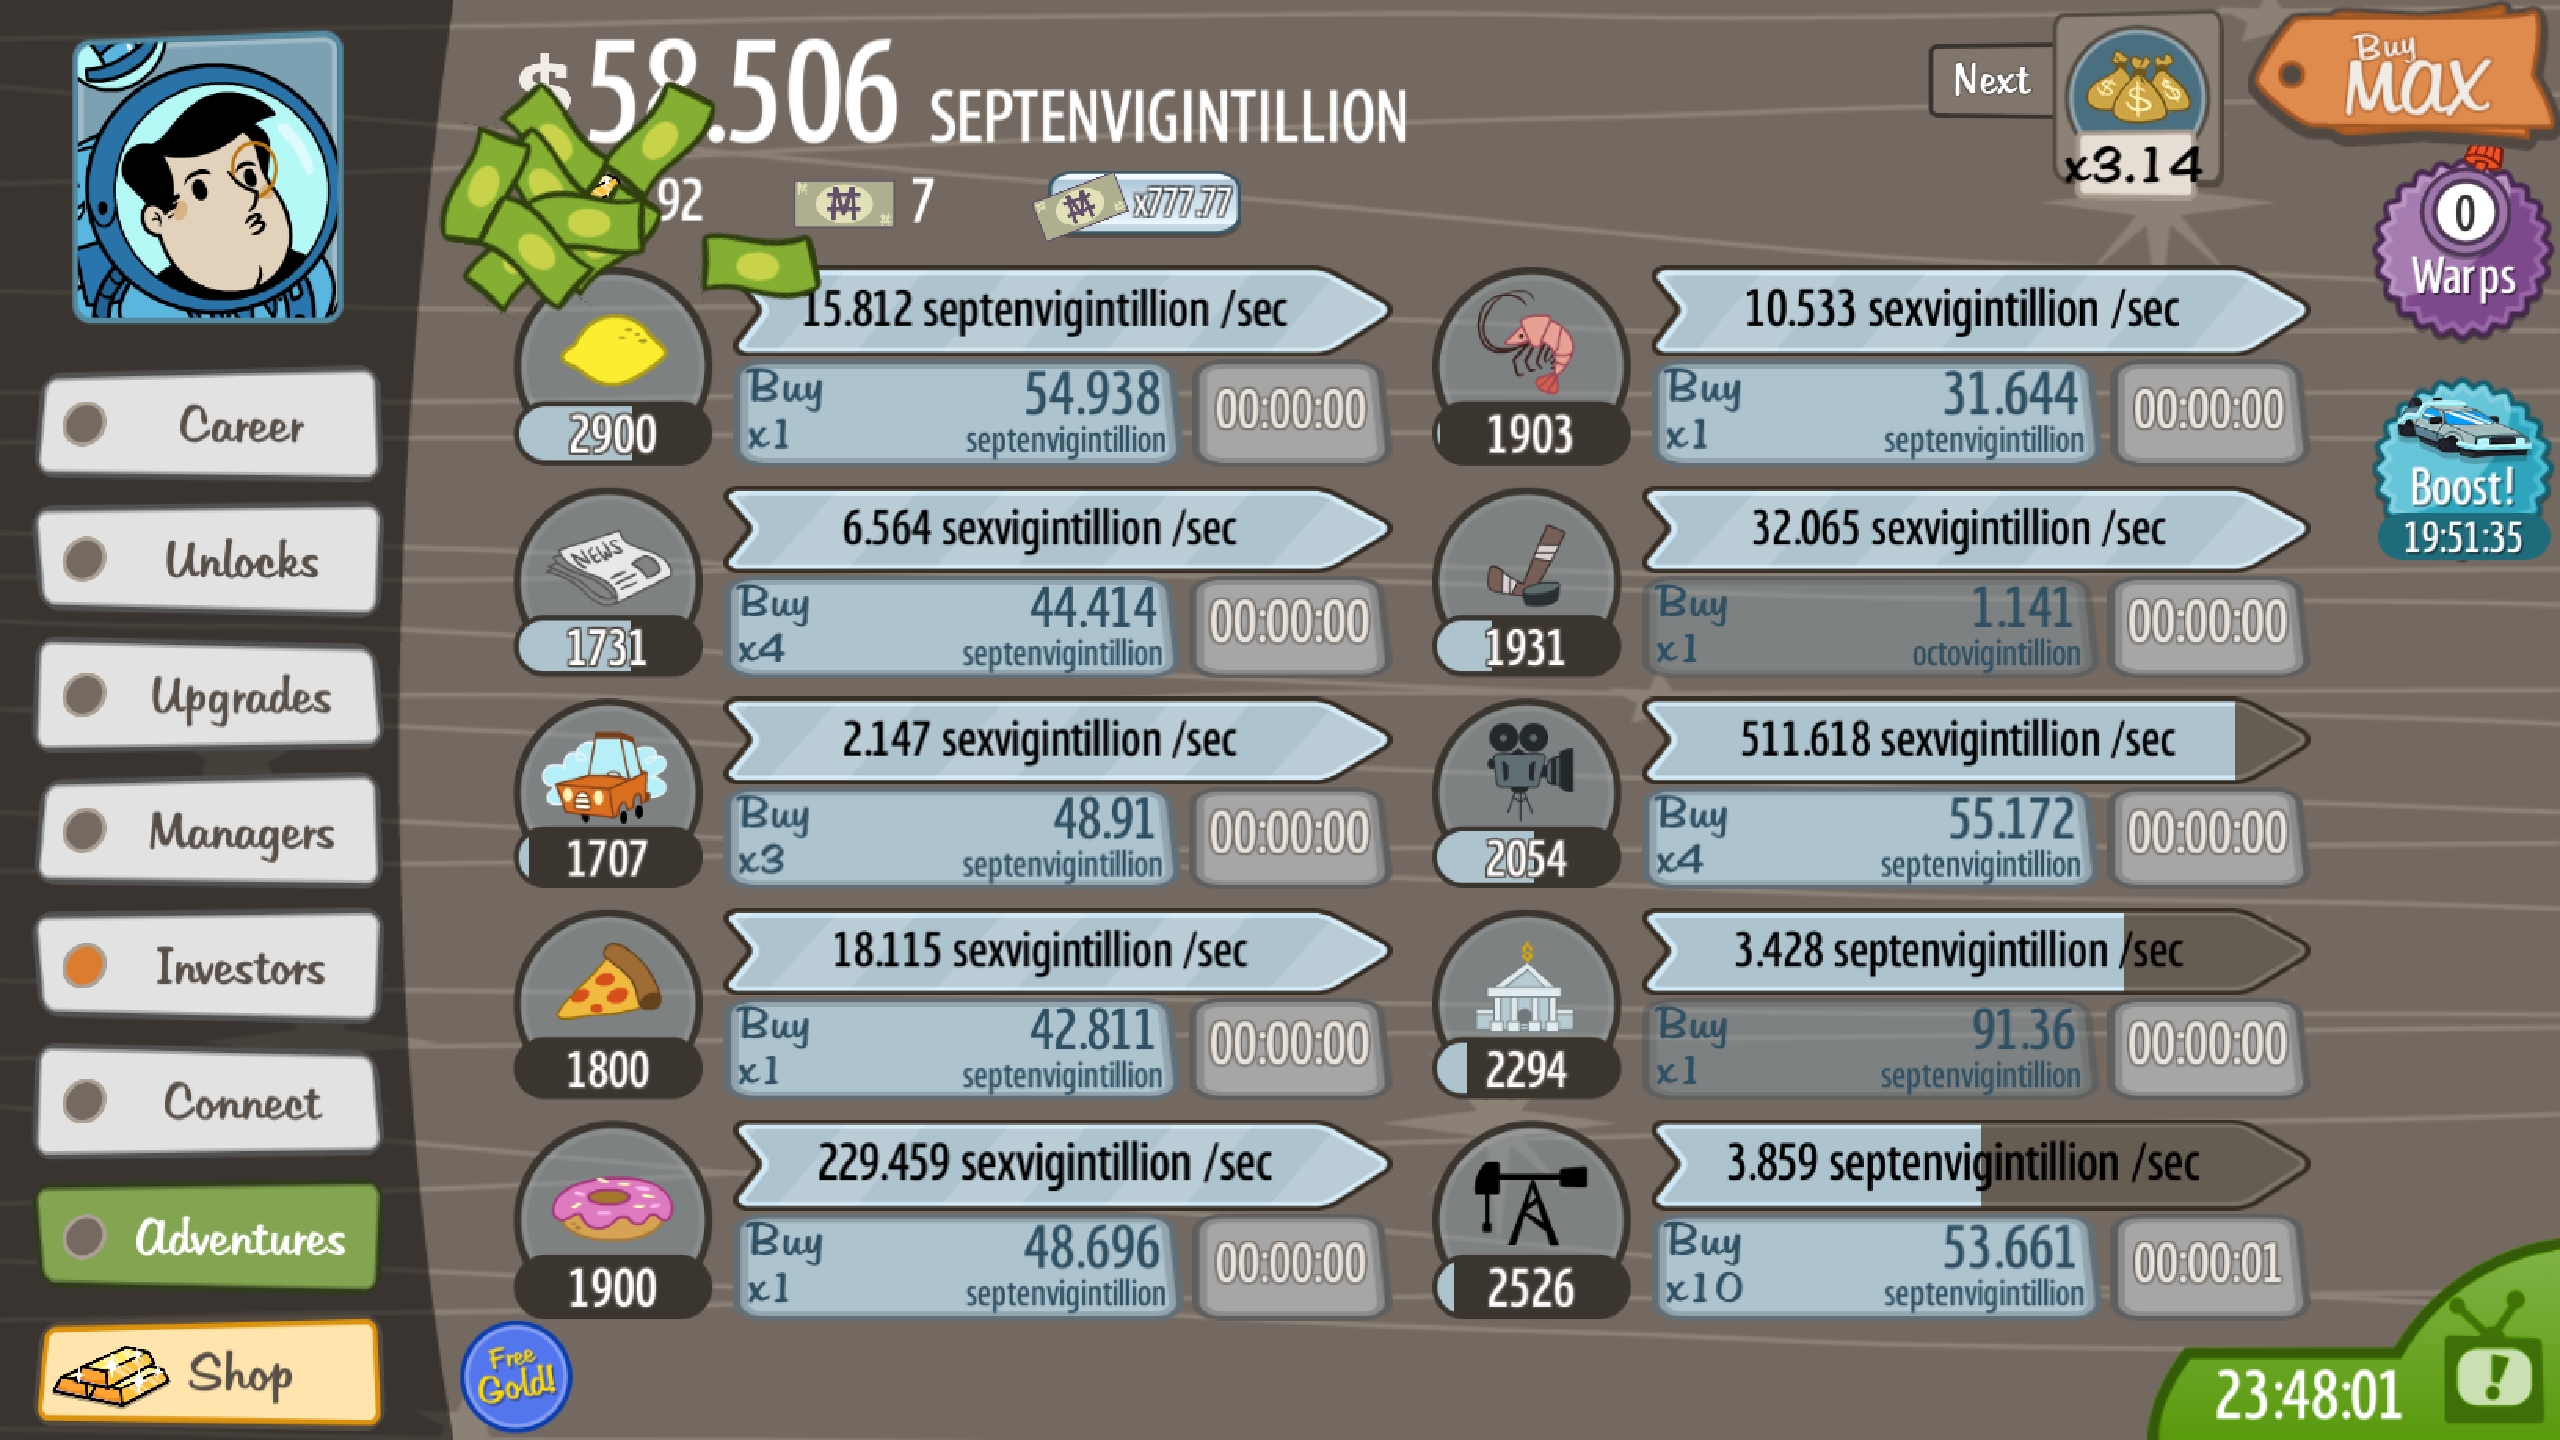 $58.506 SEPTENVIGINTILLION
Next
x3.14
Buy
MAX
92
7
x777.77
0
Warps
Boost!
19:51:35
Career
Unlocks
Upgrades
Managers
Investors
Connect
Adventures
Shop
15.812 septenvigintillion /sec
2900
Buy
x1
54.938
septenvigintillion
00:00:00
NEWS
6.564 sexvigintillion /sec
1731
Buy
x4
44.414
septenvigintillion
00:00:00
2.147 sexvigintillion /sec
1707
Buy
x3
48.91
septenvigintillion
00:00:00
18.115 sexvigintillion /sec
1800
Buy
x1
42.811
septenvigintillion
00:00:00
229.459 sexvigintillion /sec
1900
Buy
x1
48.696
septenvigintillion
00:00:00
10.533 sexvigintillion /sec
1903
Buy
x1
31.644
septenvigintillion
00:00:00
32.065 sexvigintillion /sec
1931
Buy
x1
1.141
octovigintillion
00:00:00
511.618 sexvigintillion /sec
2054
Buy
x4
55.172
septenvigintillion
00:00:00
3.428 septenvigintillion /sec
2294
Buy
x1
91.36
septenvigintillion
00:00:00
3.859 septenvigintillion /sec
2526
Buy
x10
53.661
septenvigintillion
00:00:01
Free
Gold!
23:48:01